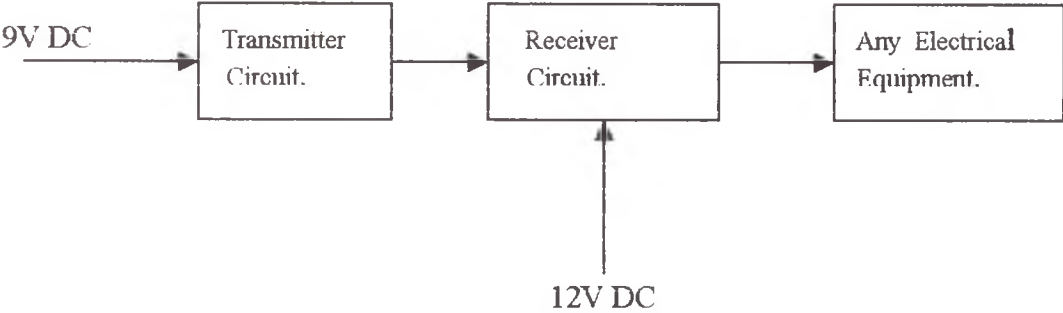 9V DC
Transmitter
Circuit.
Receiver
Circuit.
Any Electrical
Equipment.
12V DC